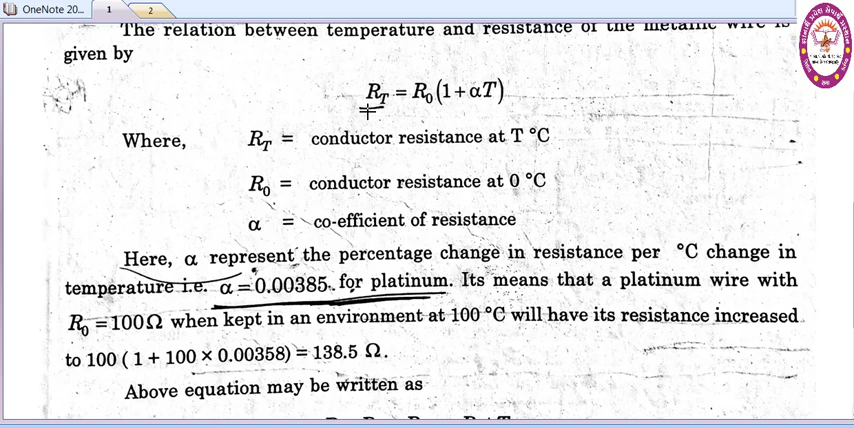 OneNote 20...
1
2
The relation between temperature and resistance of the metallic wire is
given by
R_T = R_0 (1 + αT)
Where, R_T = conductor resistance at T °C
R_0 = conductor resistance at 0 °C
α = co-efficient of resistance
Here, α represent the percentage change in resistance per °C change in
temperature i.e. α = 0.00385. for platinum. Its means that a platinum wire with
R_0 = 100Ω when kept in an environment at 100 °C will have its resistance increased
to 100 ( 1 + 100 × 0.00358) = 138.5 Ω.
Above equation may be written as